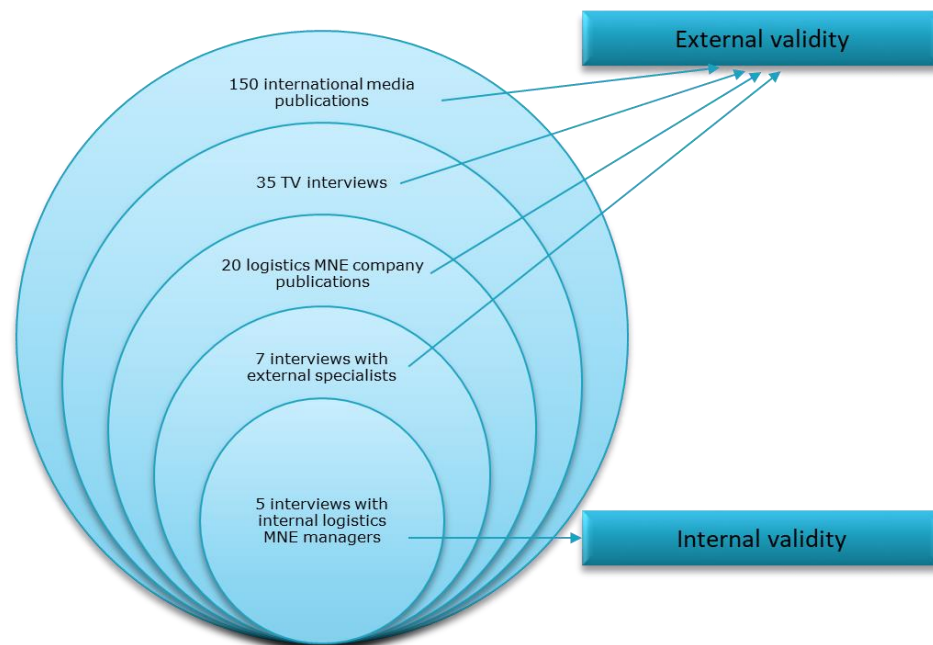 External validity
150 international media
publications
35 TV interviews
20 logistics MNE company
publications
7 interviews with
external specialists
5 interviews with
internal logistics
MNE managers
Internal validity